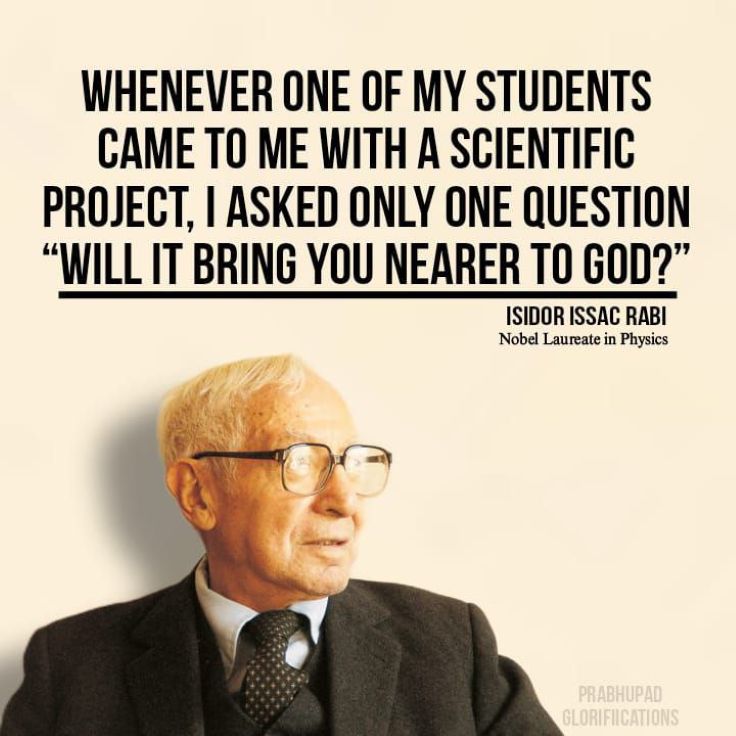 WHENEVER ONE OF MY STUDENTS
CAME TO ME WITH A SCIENTIFIC
PROJECT, I ASKED ONLY ONE QUESTION
“WILL IT BRING YOU NEARER TO GOD?”
ISIDOR ISSAC RABI
Nobel Laureate in Physics
PRABHUPAD
GLORIFIICATIONS